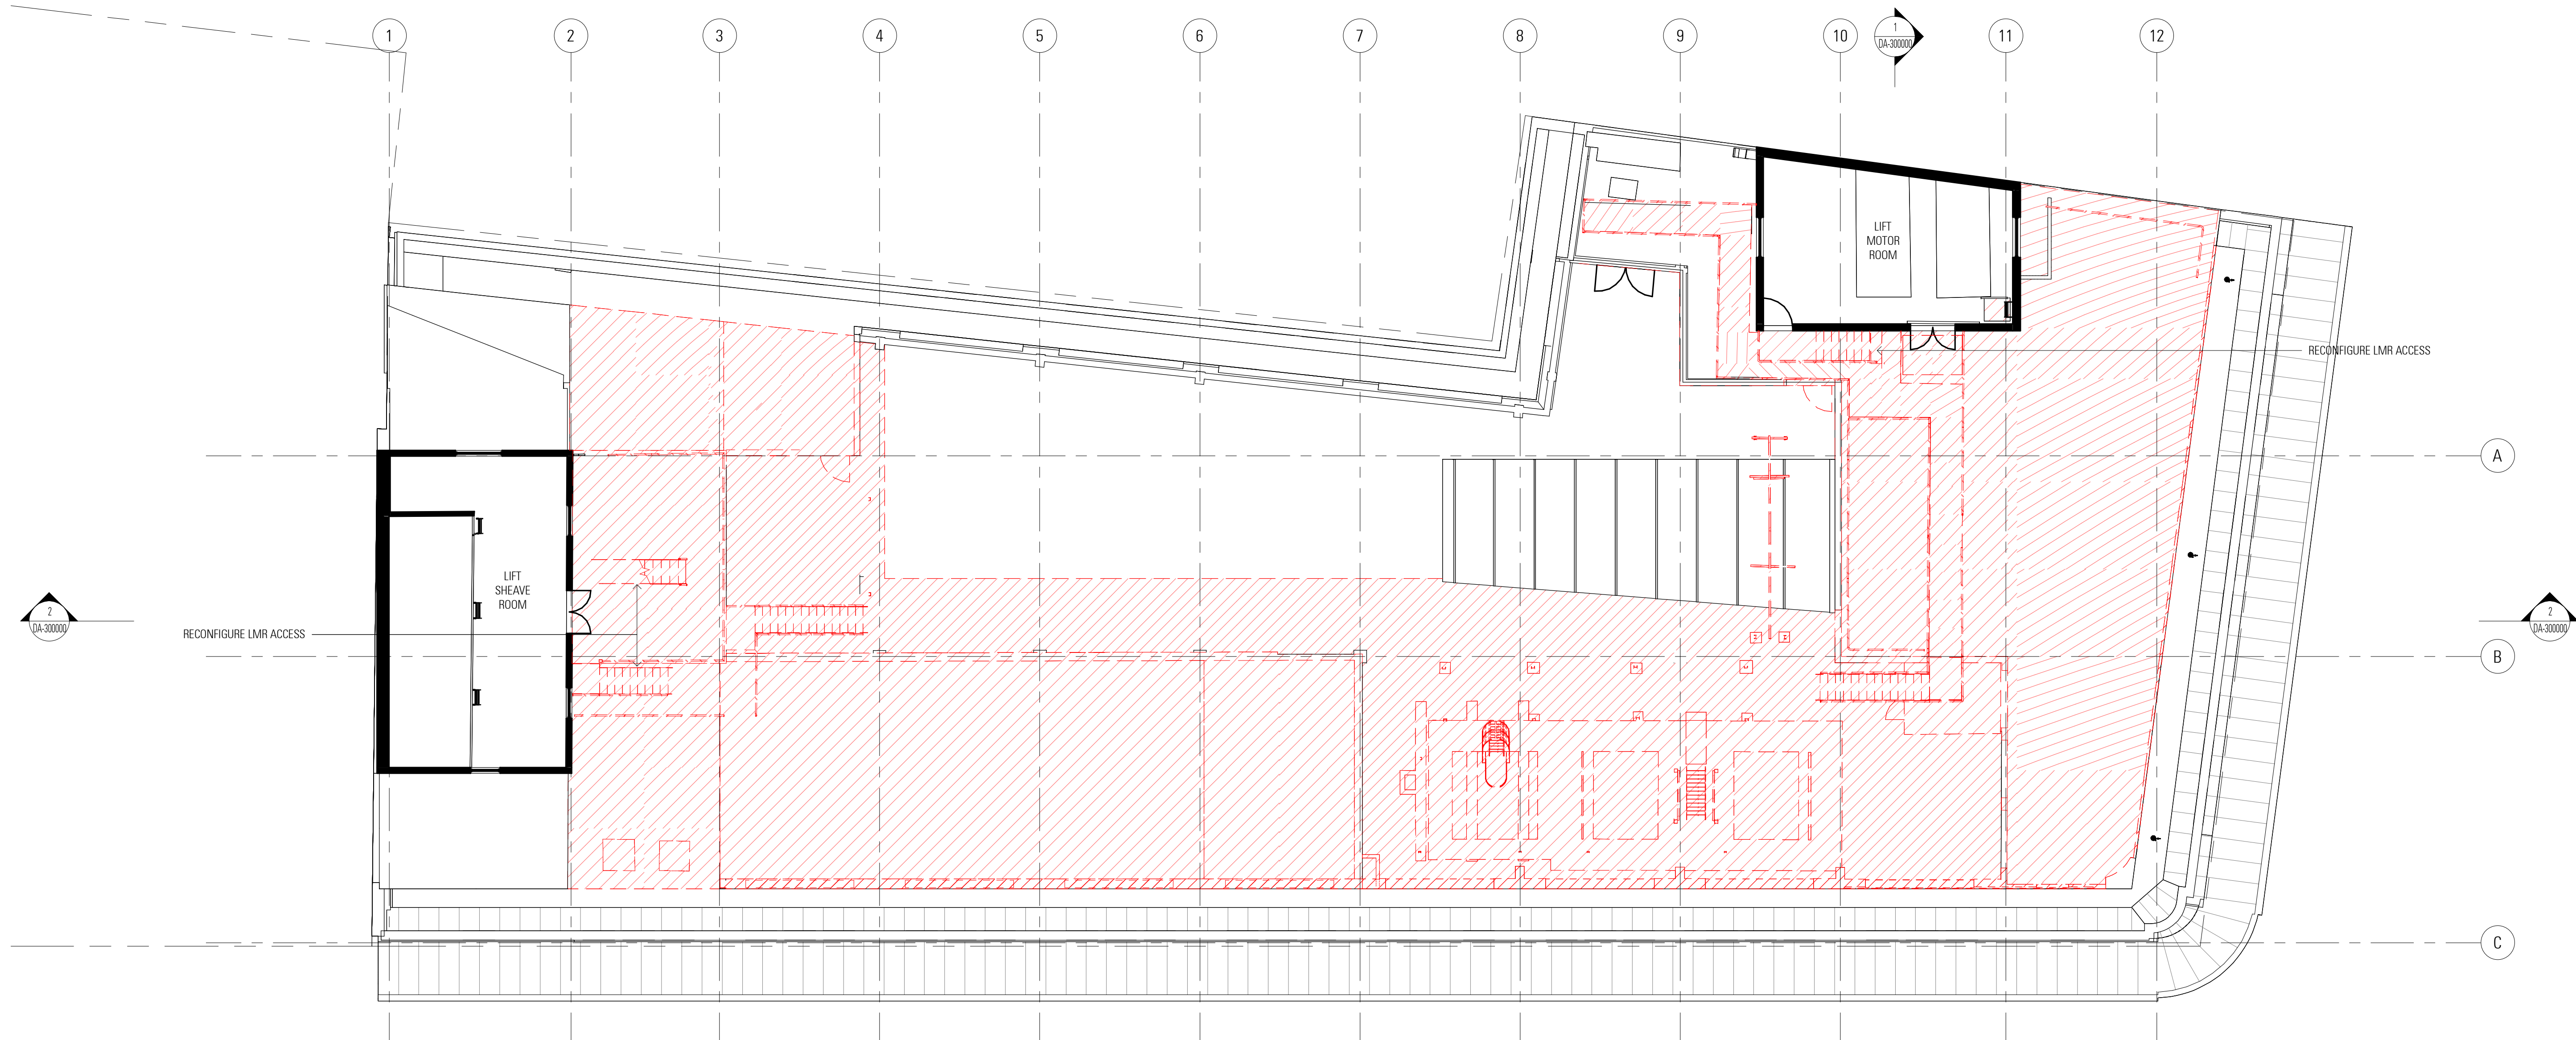 1
2
3
4
5
6
7
8
9
10
1
DA-300000
11
12
LIFT
MOTOR
ROOM
RECONFIGURE LMR ACCESS
A
LIFT
SHEAVE
ROOM
2
DA-300000
2
DA-300000
RECONFIGURE LMR ACCESS
B
C